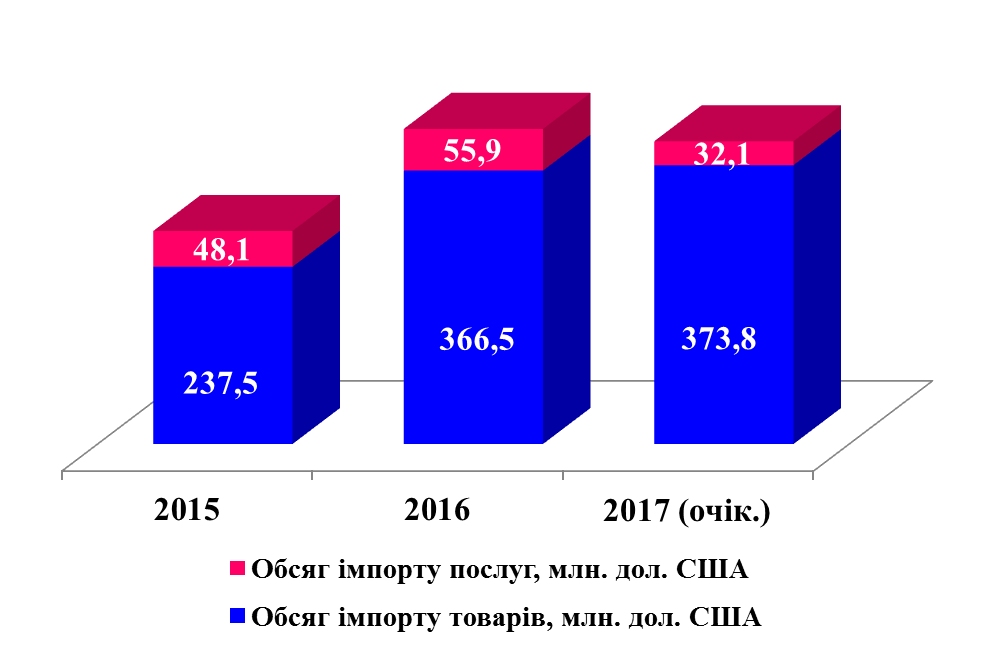 55,9
32,1
48,1
366,5
373,8
237,5
2015
2016
2017 (очік.)
Обсяг імпорту послуг, млн. дол. США
Обсяг імпорту товарів, млн. дол. США